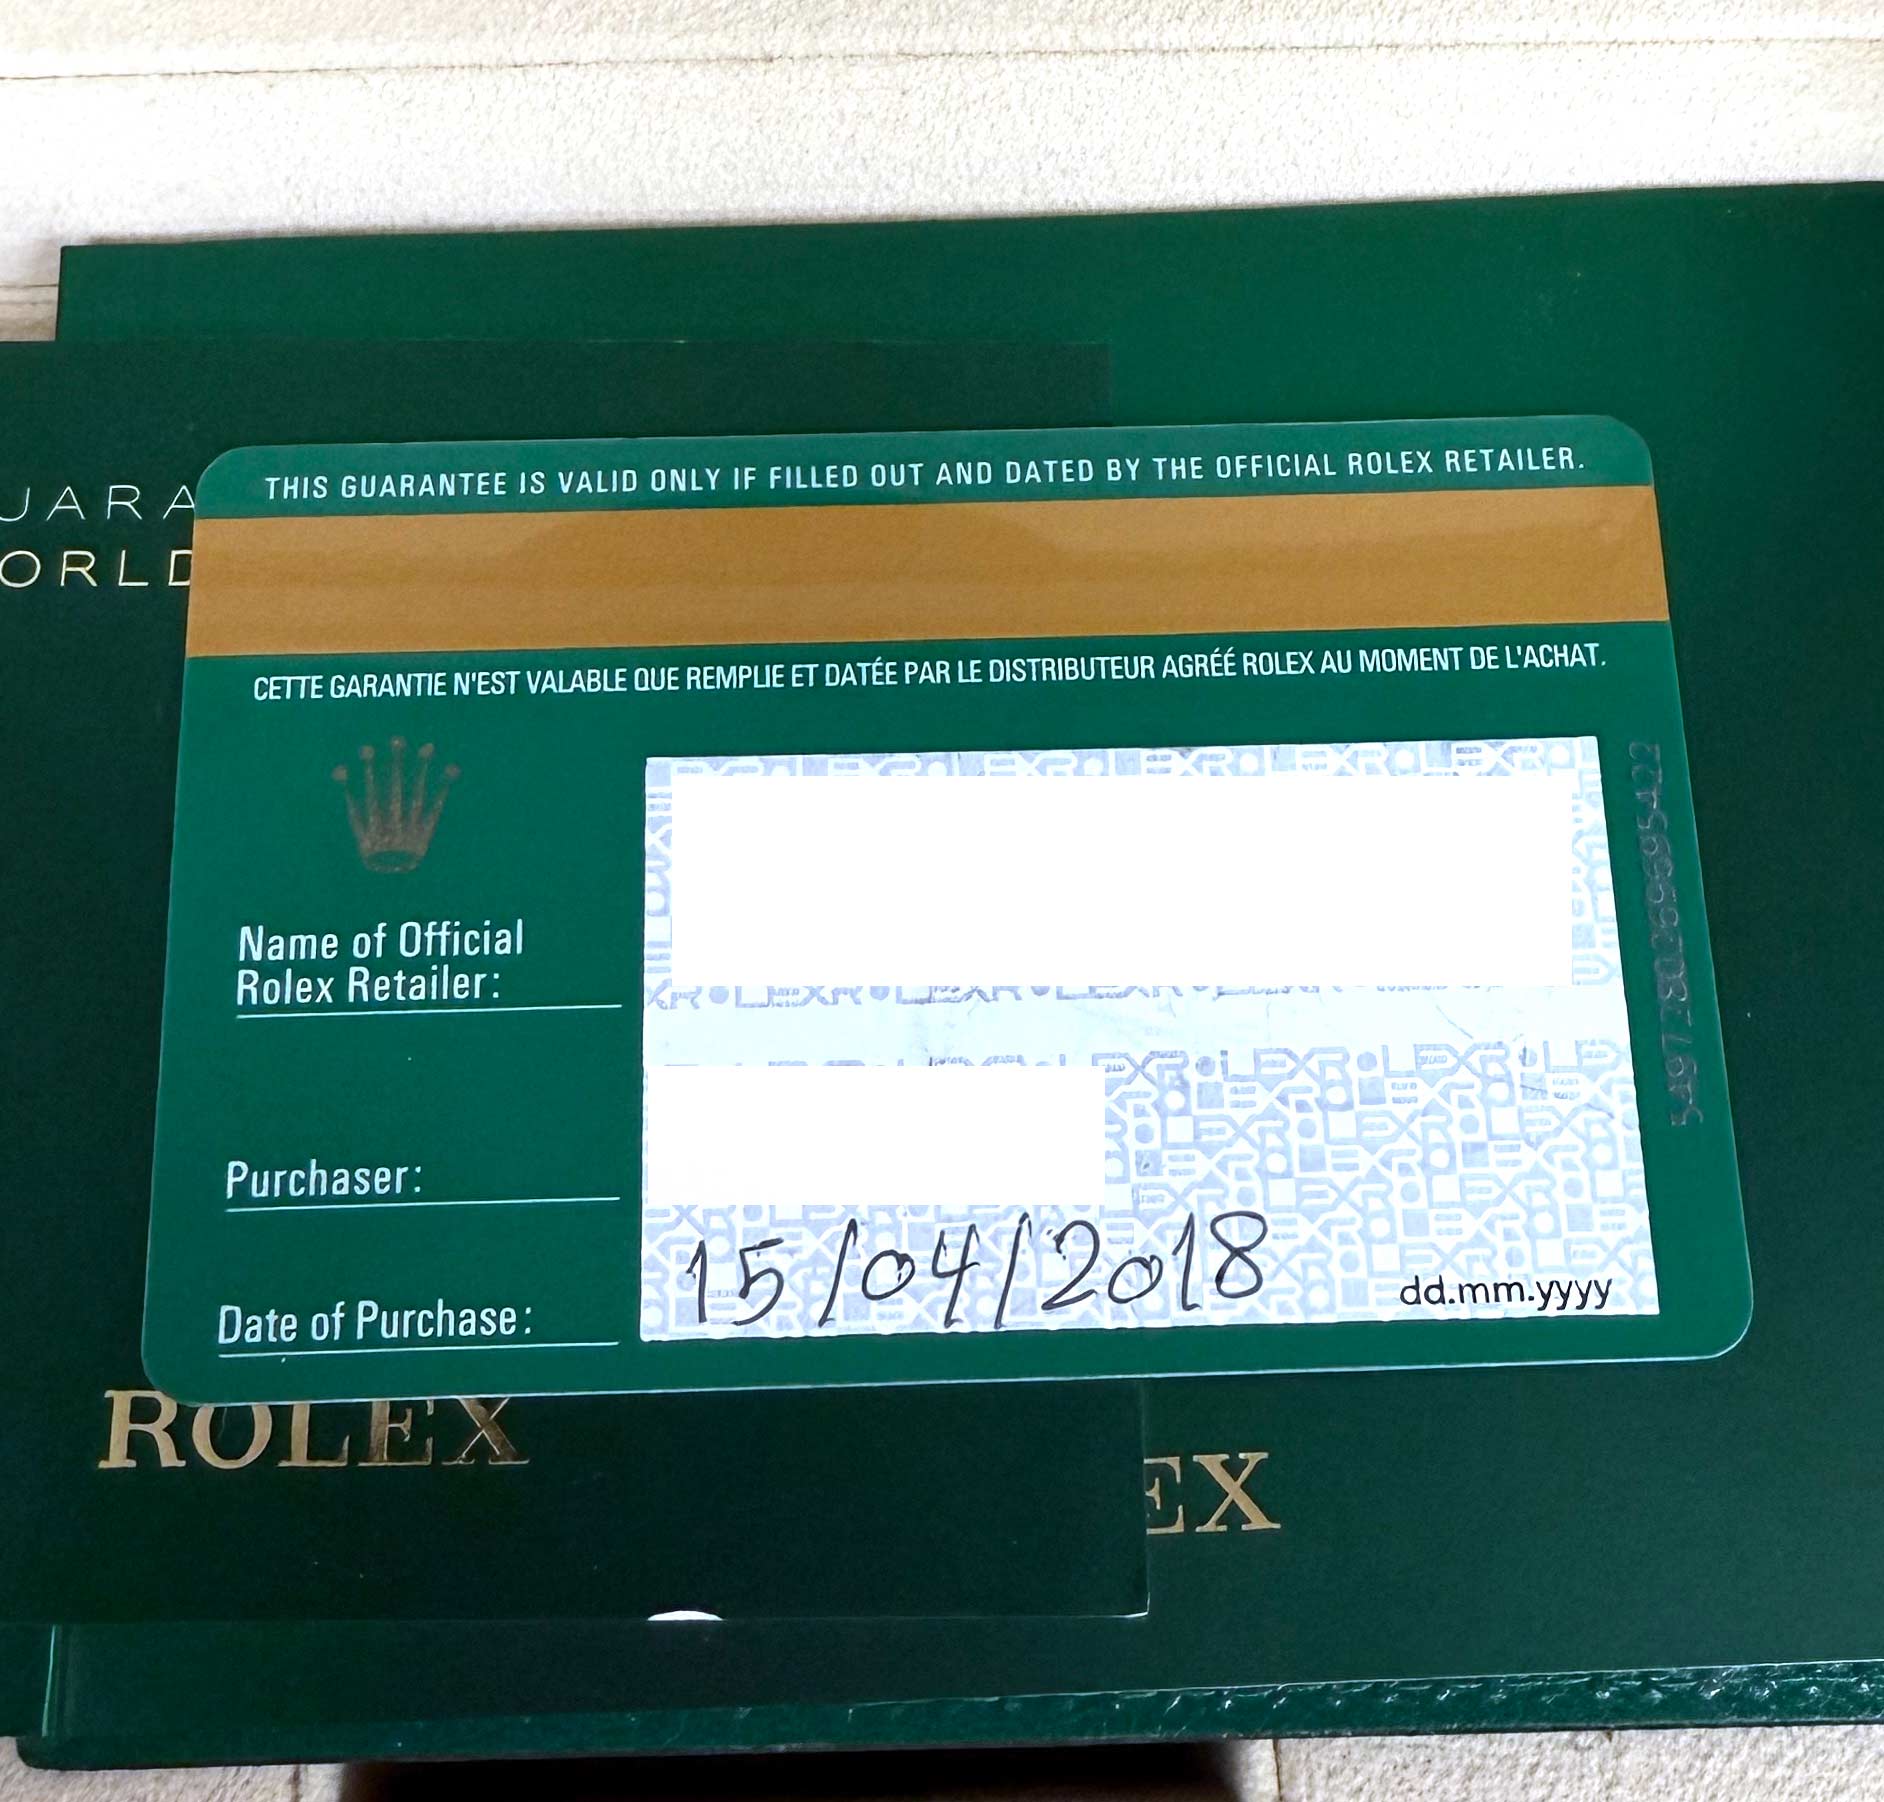 THIS GUARANTEE IS VALID ONLY IF FILLED OUT AND DATED BY THE OFFICIAL ROLEX RETAILER.
UARA
ORLD
CETTE GARANTIE N'EST VALABLE QUE REMPLIE ET DATÉE PAR LE DISTRIBUTEUR AGRÉÉ ROLEX AU MOMENT DE L'ACHAT.
Name of Official
Rolex Retailer:
Purchaser:
Date of Purchase:
15/04/2018
dd.mm.yyyy
ROLEX
EX